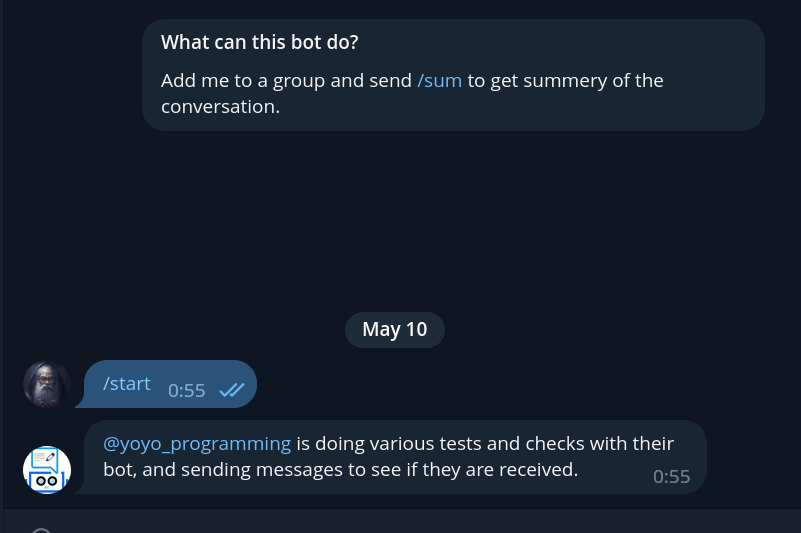 What can this bot do?
Add me to a group and send /sum to get summery of the
conversation.
May 10
/start 0:55
@yoyo_programming is doing various tests and checks with their
bot, and sending messages to see if they are received.
0:55